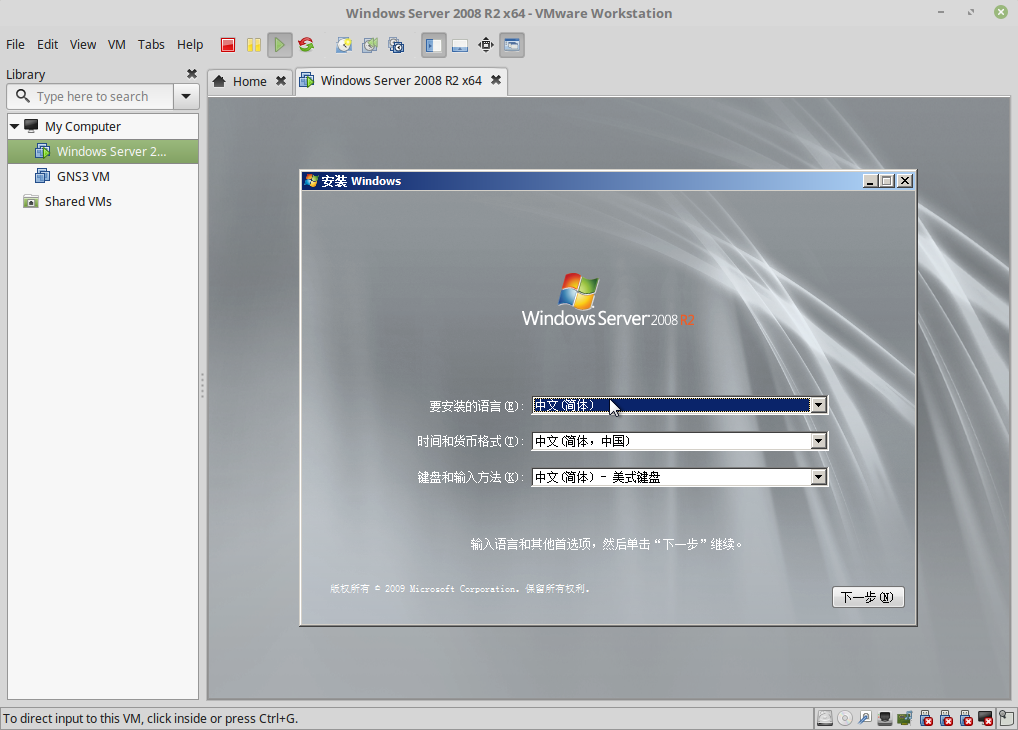 Windows Server 2008 R2 x64 - VMware Workstation
File Edit View VM Tabs Help
Library
Type here to search
My Computer
Windows Server 2...
GNS3 VM
Shared VMs
Home
Windows Server 2008 R2 x64
安装 Windows
Windows Server 2008 R2
要安装的语言(E): 中文(简体)
时间和货币格式(T): 中文(简体，中国)
键盘和输入方法(K): 中文(简体) - 美式键盘
输入语言和其他首选项，然后单击“下一步”继续。
版权所有 © 2009 Microsoft Corporation. 保留所有权利.
下一步(N)
To direct input to this VM, click inside or press Ctrl+G.